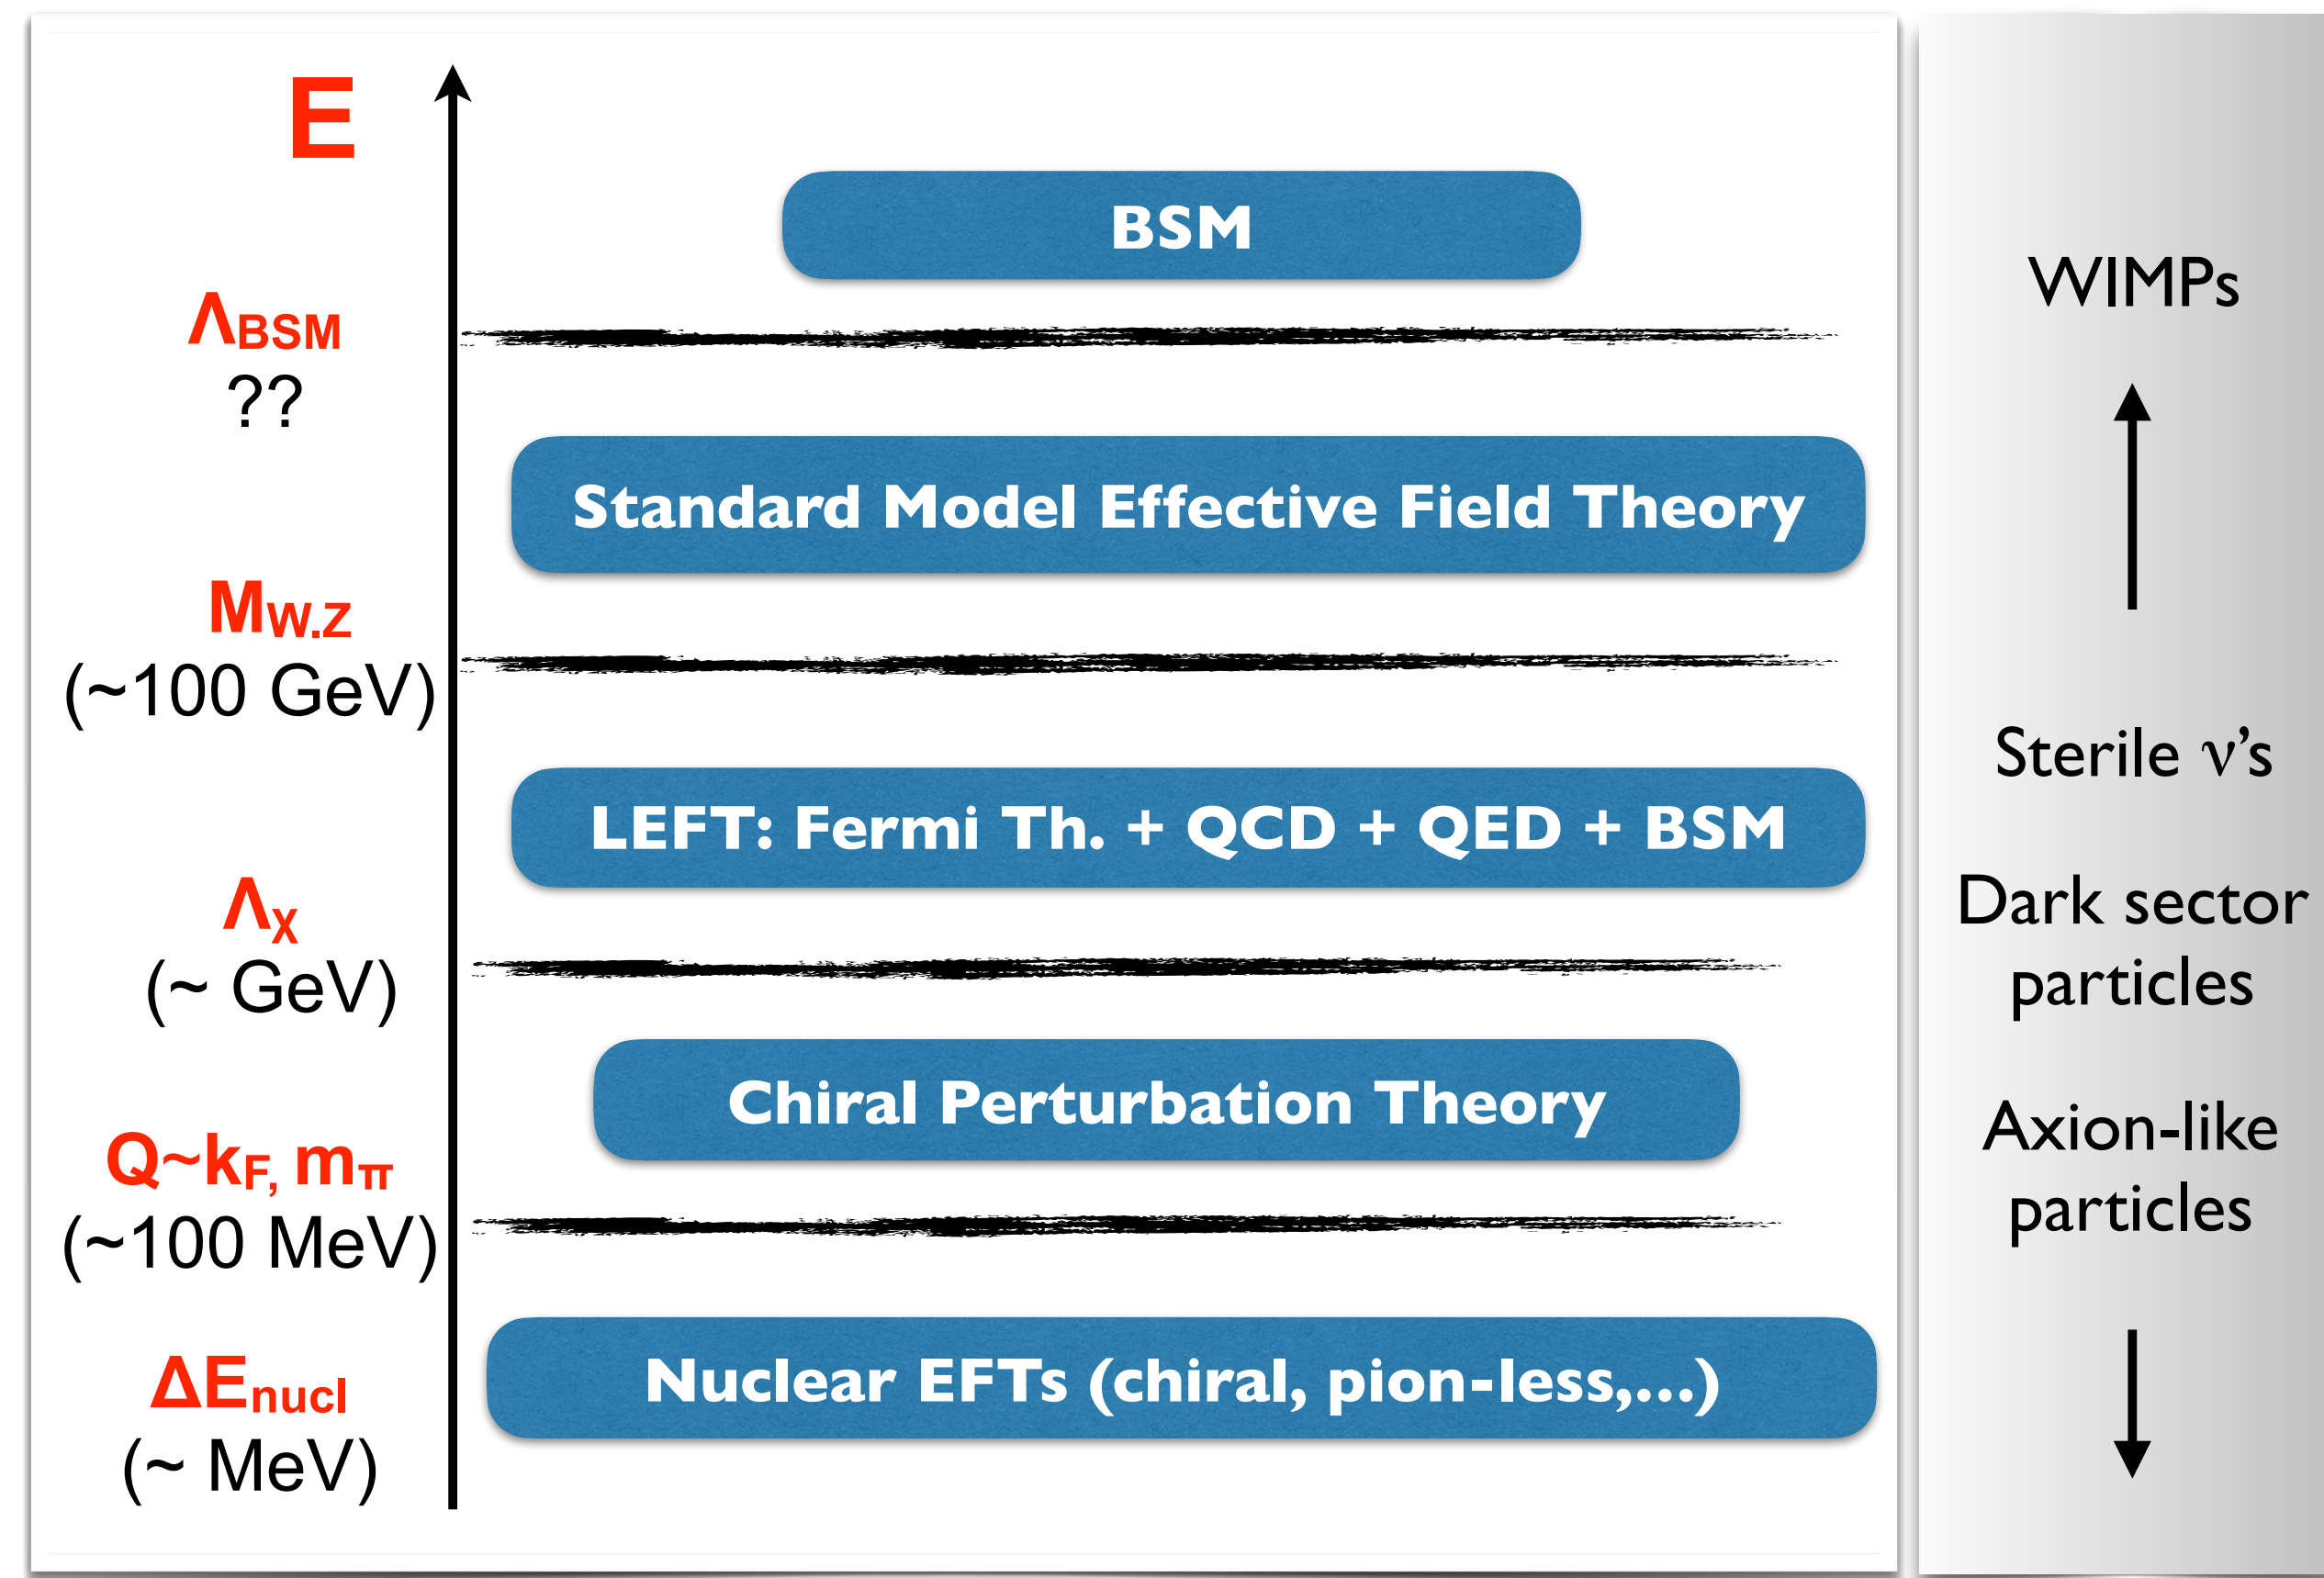 E
BSM
ΛBSM
??
Standard Model Effective Field Theory
MW.Z
(~100 GeV)
LEFT: Fermi Th. + QCD + QED + BSM
Λχ
(~ GeV)
Chiral Perturbation Theory
Q~kF, mπ
(~100 MeV)
Nuclear EFTs (chiral, pion-less,...)
ΔEnucl
(~ MeV)
WIMPs
Sterile ν's
Dark sector
particles
Axion-like
particles